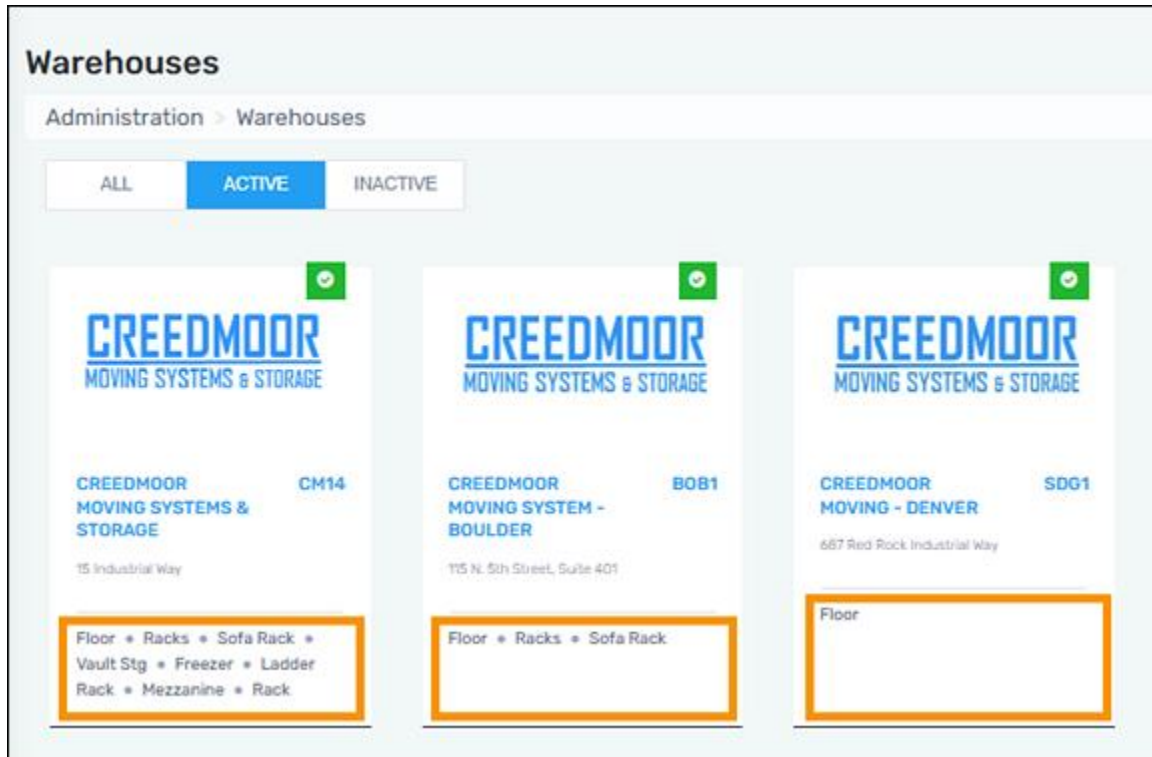 Warehouses
Administration > Warehouses
ALL ACTIVE INACTIVE
CREEDMOOR
MOVING SYSTEMS & STORAGE
CREEDMOOR CM14
MOVING SYSTEMS &
STORAGE
15 Industrial Way
Floor • Racks • Sofa Rack •
Vault Stg • Freezer • Ladder
Rack • Mezzanine • Rack
CREEDMOOR
MOVING SYSTEMS & STORAGE
CREEDMOOR BOB1
MOVING SYSTEM -
BOULDER
115 N. 5th Street, Suite 401
Floor • Racks • Sofa Rack
CREEDMOOR
MOVING SYSTEMS & STORAGE
CREEDMOOR SDG1
MOVING - DENVER
687 Red Rock Industrial Way
Floor